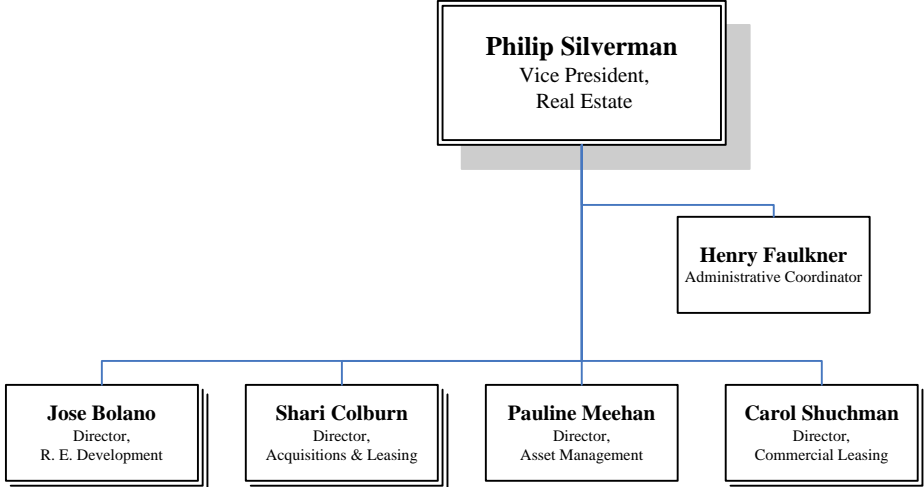 Philip Silverman
Vice President,
Real Estate
Henry Faulkner
Administrative Coordinator
Jose Bolano
Director,
R. E. Development
Shari Colburn
Director,
Acquisitions & Leasing
Pauline Meehan
Director,
Asset Management
Carol Shuchman
Director,
Commercial Leasing